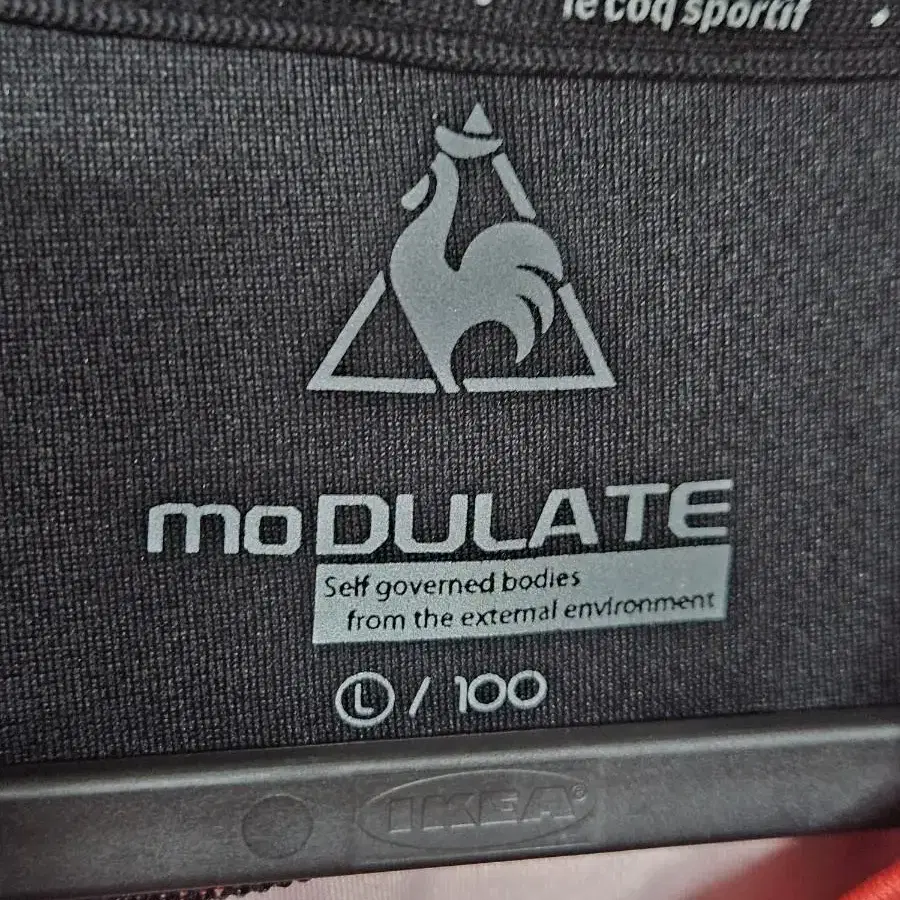 le coq sportif
moDULATE
Self governed bodies
from the external environment
L / 100
IKEA®